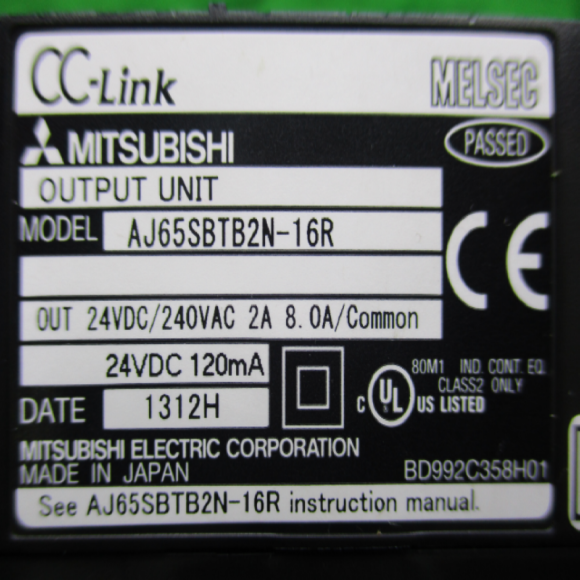 CC-Link MELSEC
MITSUBISHI PASSED
OUTPUT UNIT
MODEL AJ65SBTB2N-16R
CE
OUT 24VDC/240VAC 2A 8.0A/Common
24VDC 120mA
80M1 IND. CONT. EQ.
CLASS2 ONLY
DATE 1312H
C UL US LISTED
MITSUBISHI ELECTRIC CORPORATION
MADE IN JAPAN BD992C358H01
See AJ65SBTB2N-16R instruction manual.